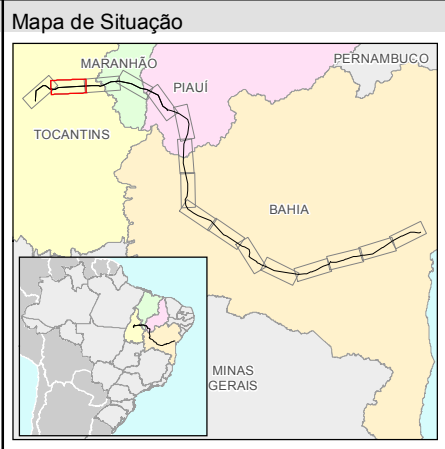 Mapa de Situação
PERNAMBUCO
MARANHÃO
PIAUÍ
TOCANTINS
BAHIA
MINAS
GERAIS